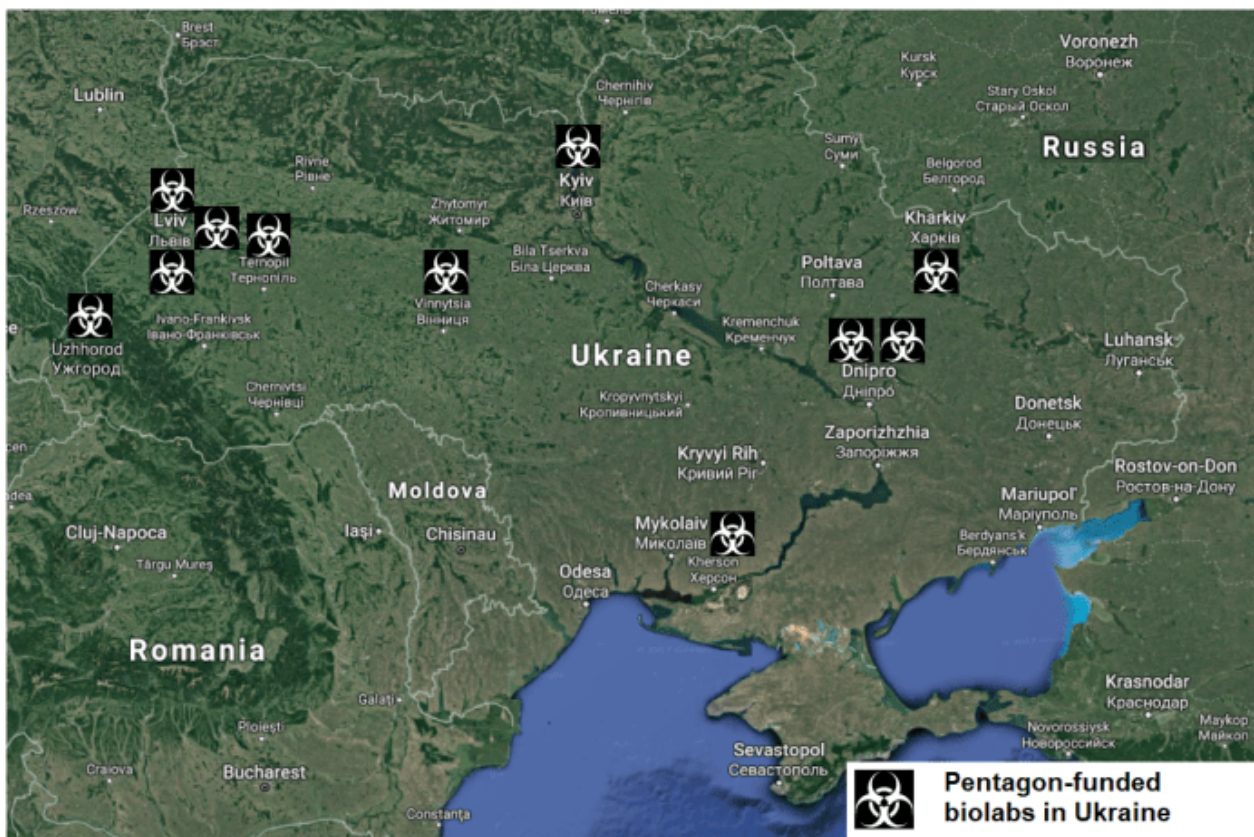 Brest
Брэст
Lublin
Chernihiv
Чернігів
Kursk
Курск
Voronezh
Воронеж
Stary Oskol
Старый Оскол
Sumy
Суми
Russia
Belgorod
Белгород
Rivne
Рівне
Kyiv
Київ
Rzeszow
Lviv
Львів
Zhytomyr
Житомир
Kharkiv
Харків
Ternopil
Тернопіль
Bila Tserkva
Біла Церква
Poltava
Полтава
Vinnytsia
Вінниця
Cherkasy
Черкаси
Uzhhorod
Ужгород
Ivano-Frankivsk
Івано-Франківськ
Kremenchuk
Кременчук
Ukraine
Luhansk
Луганськ
Dnipro
Дніпро
Chernivtsi
Чернівці
Kropyvnytskyi
Кропивницький
Donetsk
Донецьк
Zaporizhzhia
Запоріжжя
Kryvyi Rih
Кривий Ріг
Rostov-on-Don
Ростов-на-Дону
Moldova
Mariupol'
Маріуполь
Cluj-Napoca
Iași
Chisinau
Mykolaiv
Миколаїв
Berdyans'k
Бердянськ
Târgu Mureș
Kherson
Херсон
Odesa
Одеса
Romania
Galați
Krasnodar
Краснодар
Ploiești
Novorossiysk
Новороссийск
Maykop
Майкоп
Craiova
Bucharest
Sevastopol
Севастополь
Constanța
Pentagon-funded
biolabs in Ukraine